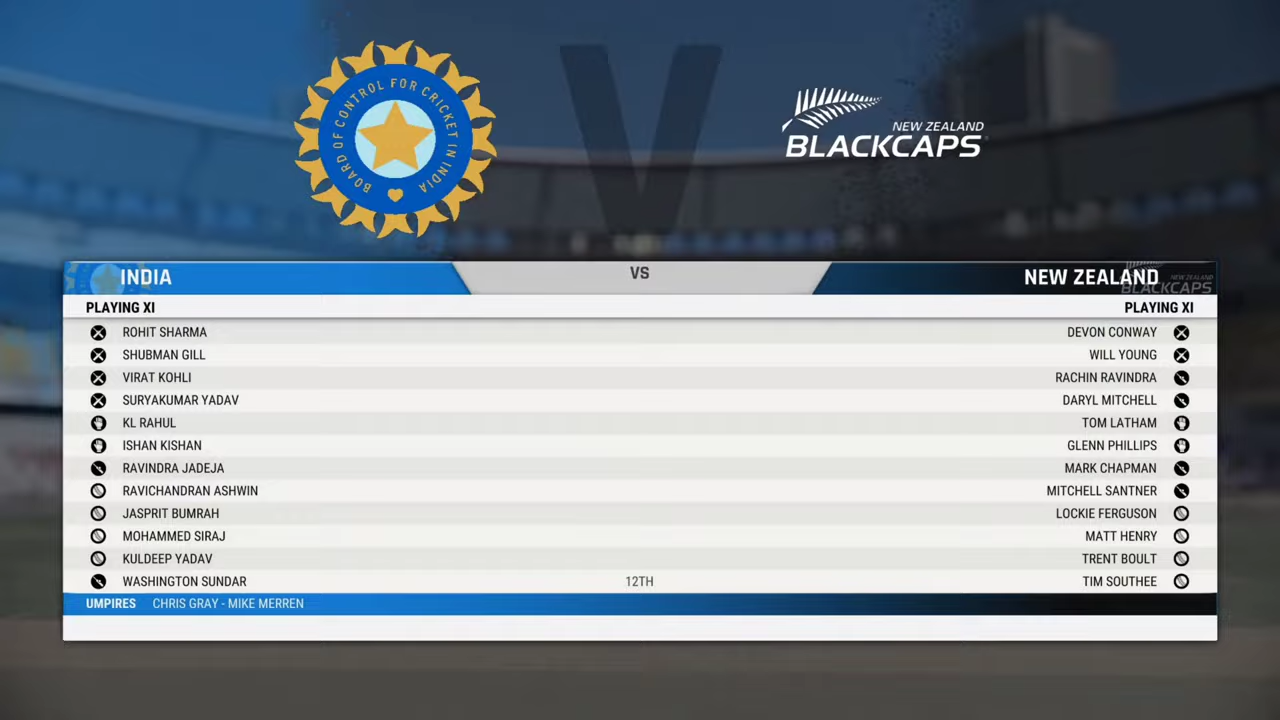 BOARD OF CONTROL FOR CRICKET IN INDIA
V
NEW ZEALAND
BLACKCAPS
INDIA VS NEW ZEALAND
NEW ZEALAND
BLACKCAPS
PLAYING XI PLAYING XI
ROHIT SHARMA DEVON CONWAY
SHUBMAN GILL WILL YOUNG
VIRAT KOHLI RACHIN RAVINDRA
SURYAKUMAR YADAV DARYL MITCHELL
KL RAHUL TOM LATHAM
ISHAN KISHAN GLENN PHILLIPS
RAVINDRA JADEJA MARK CHAPMAN
RAVICHANDRAN ASHWIN MITCHELL SANTNER
JASPRIT BUMRAH LOCKIE FERGUSON
MOHAMMED SIRAJ MATT HENRY
KULDEEP YADAV TRENT BOULT
WASHINGTON SUNDAR 12TH TIM SOUTHEE
UMPIRES CHRIS GRAY - MIKE MERREN